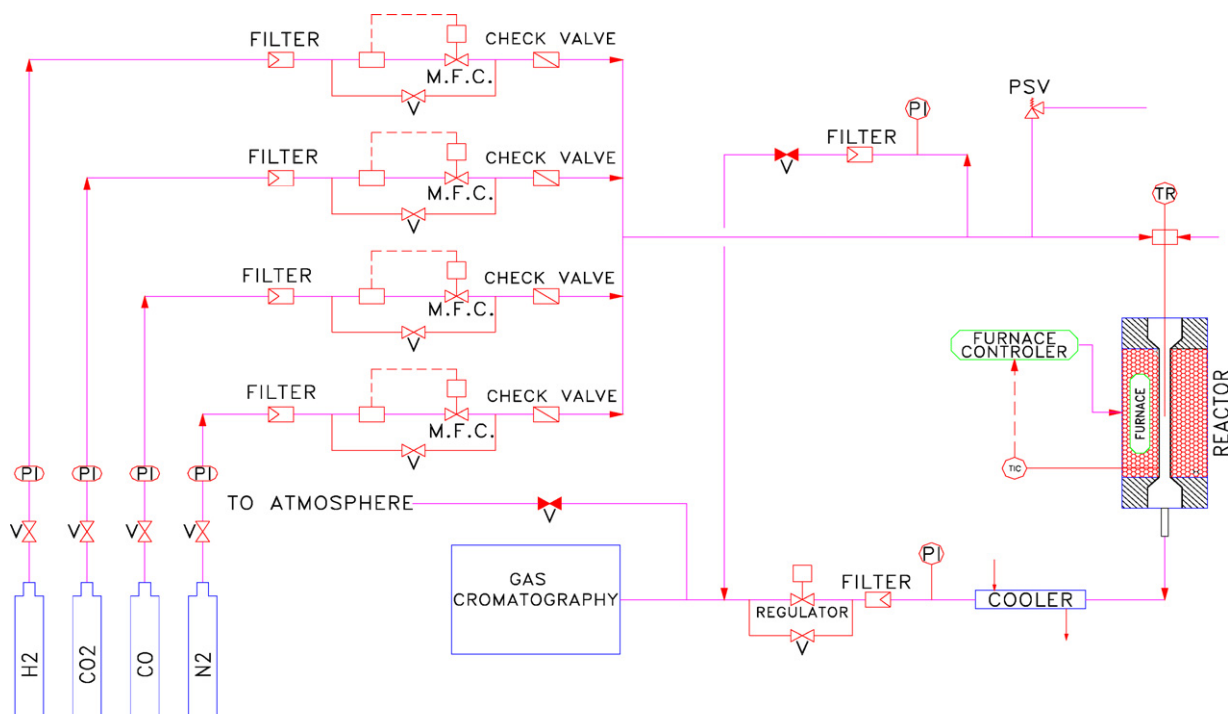 FILTER
CHECK VALVE
M.F.C.
V
FILTER
CHECK VALVE
M.F.C.
V
FILTER
CHECK VALVE
M.F.C.
V
FILTER
CHECK VALVE
M.F.C.
V
PSV
PI
FILTER
V
TR
FURNACE
CONTROLER
FURNACE
REACTOR
TIC
PI
PI
PI
PI
V
V
V
V
TO ATMOSPHERE
V
GAS
CROMATOGRAPHY
REGULATOR
V
FILTER
PI
COOLER
H2
CO2
CO
N2